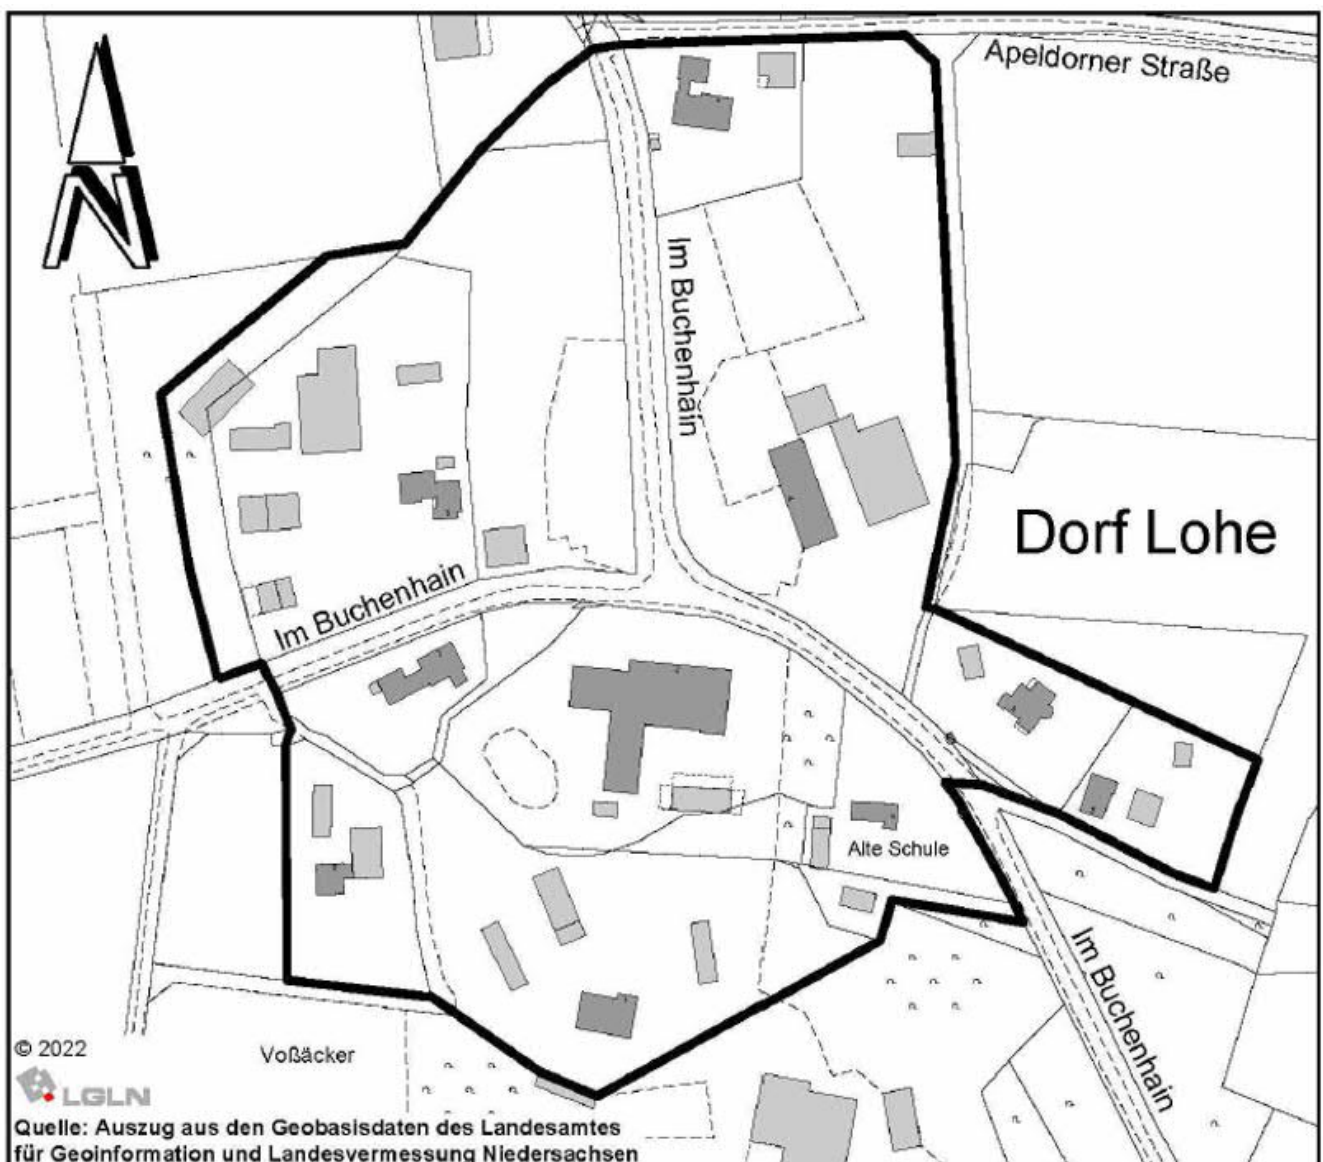 Apeldorner Straße
N
Im Buchenhain
Dorf Lohe
Im Buchenhain
Alte Schule
Im Buchenhain
© 2022
Voßäcker
LGLN
Quelle: Auszug aus den Geobasisdaten des Landesamtes
für Geoinformation und Landesvermessung Niedersachsen